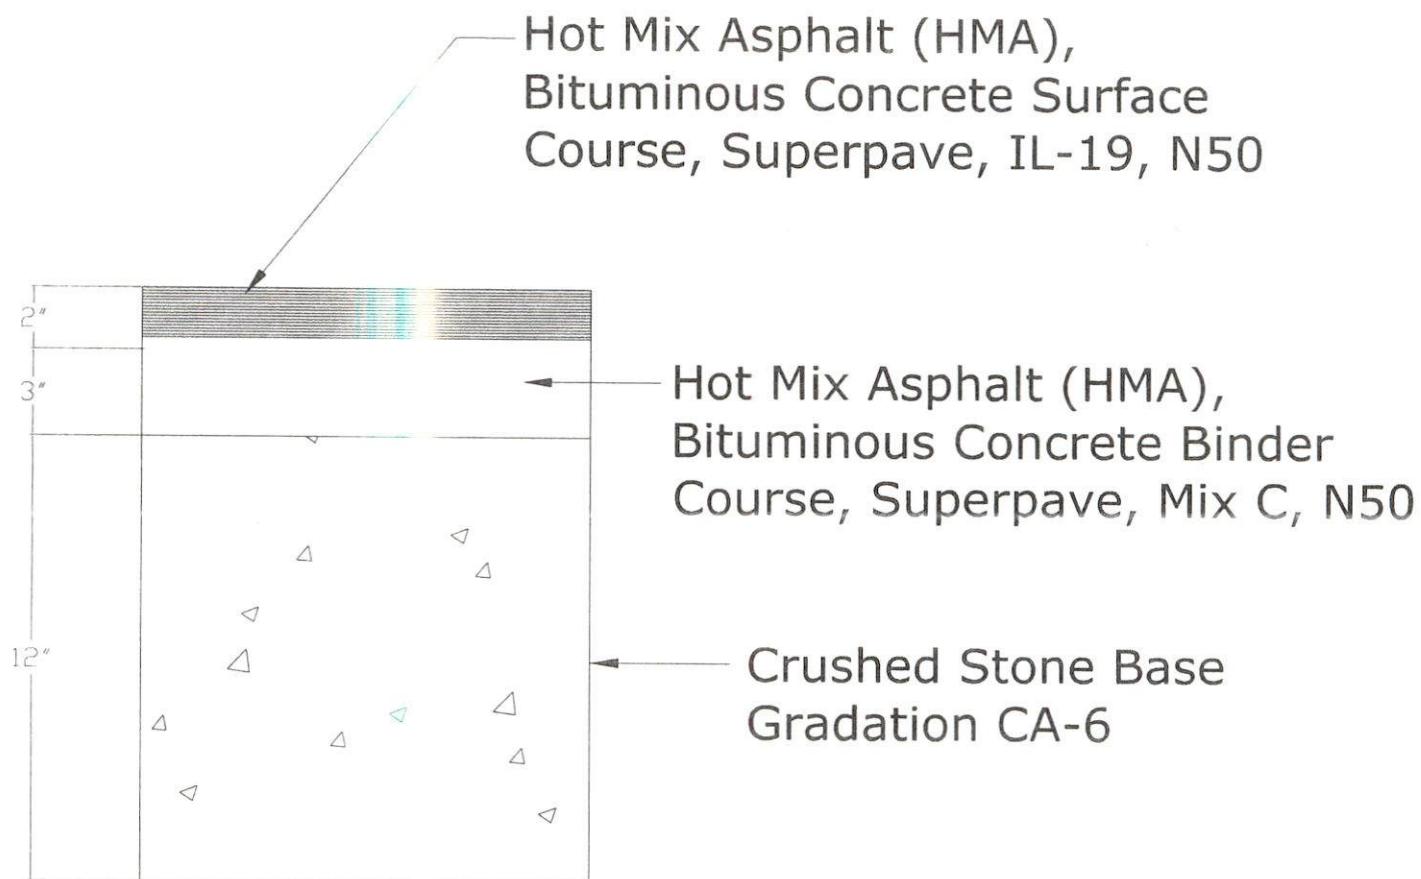 Hot Mix Asphalt (HMA),
Bituminous Concrete Surface
Course, Superpave, IL-19, N50
2"
3"
Hot Mix Asphalt (HMA),
Bituminous Concrete Binder
Course, Superpave, Mix C, N50
12"
Crushed Stone Base
Gradation CA-6